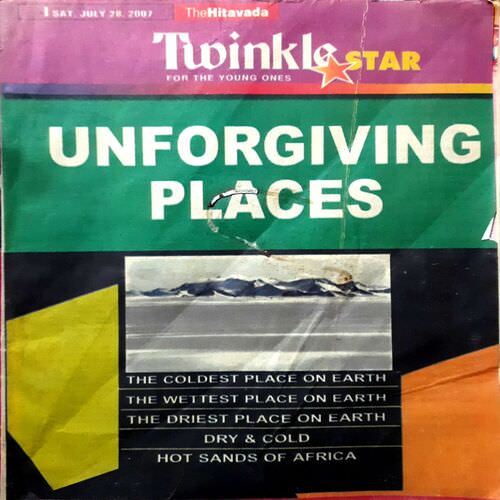 1 SAT, JULY 28, 2007
TheHitavada
Twinkle STAR
FOR THE YOUNG ONES
UNFORGIVING
PLACES
THE COLDEST PLACE ON EARTH
THE WETTEST PLACE ON EARTH
THE DRIEST PLACE ON EARTH
DRY & COLD
HOT SANDS OF AFRICA